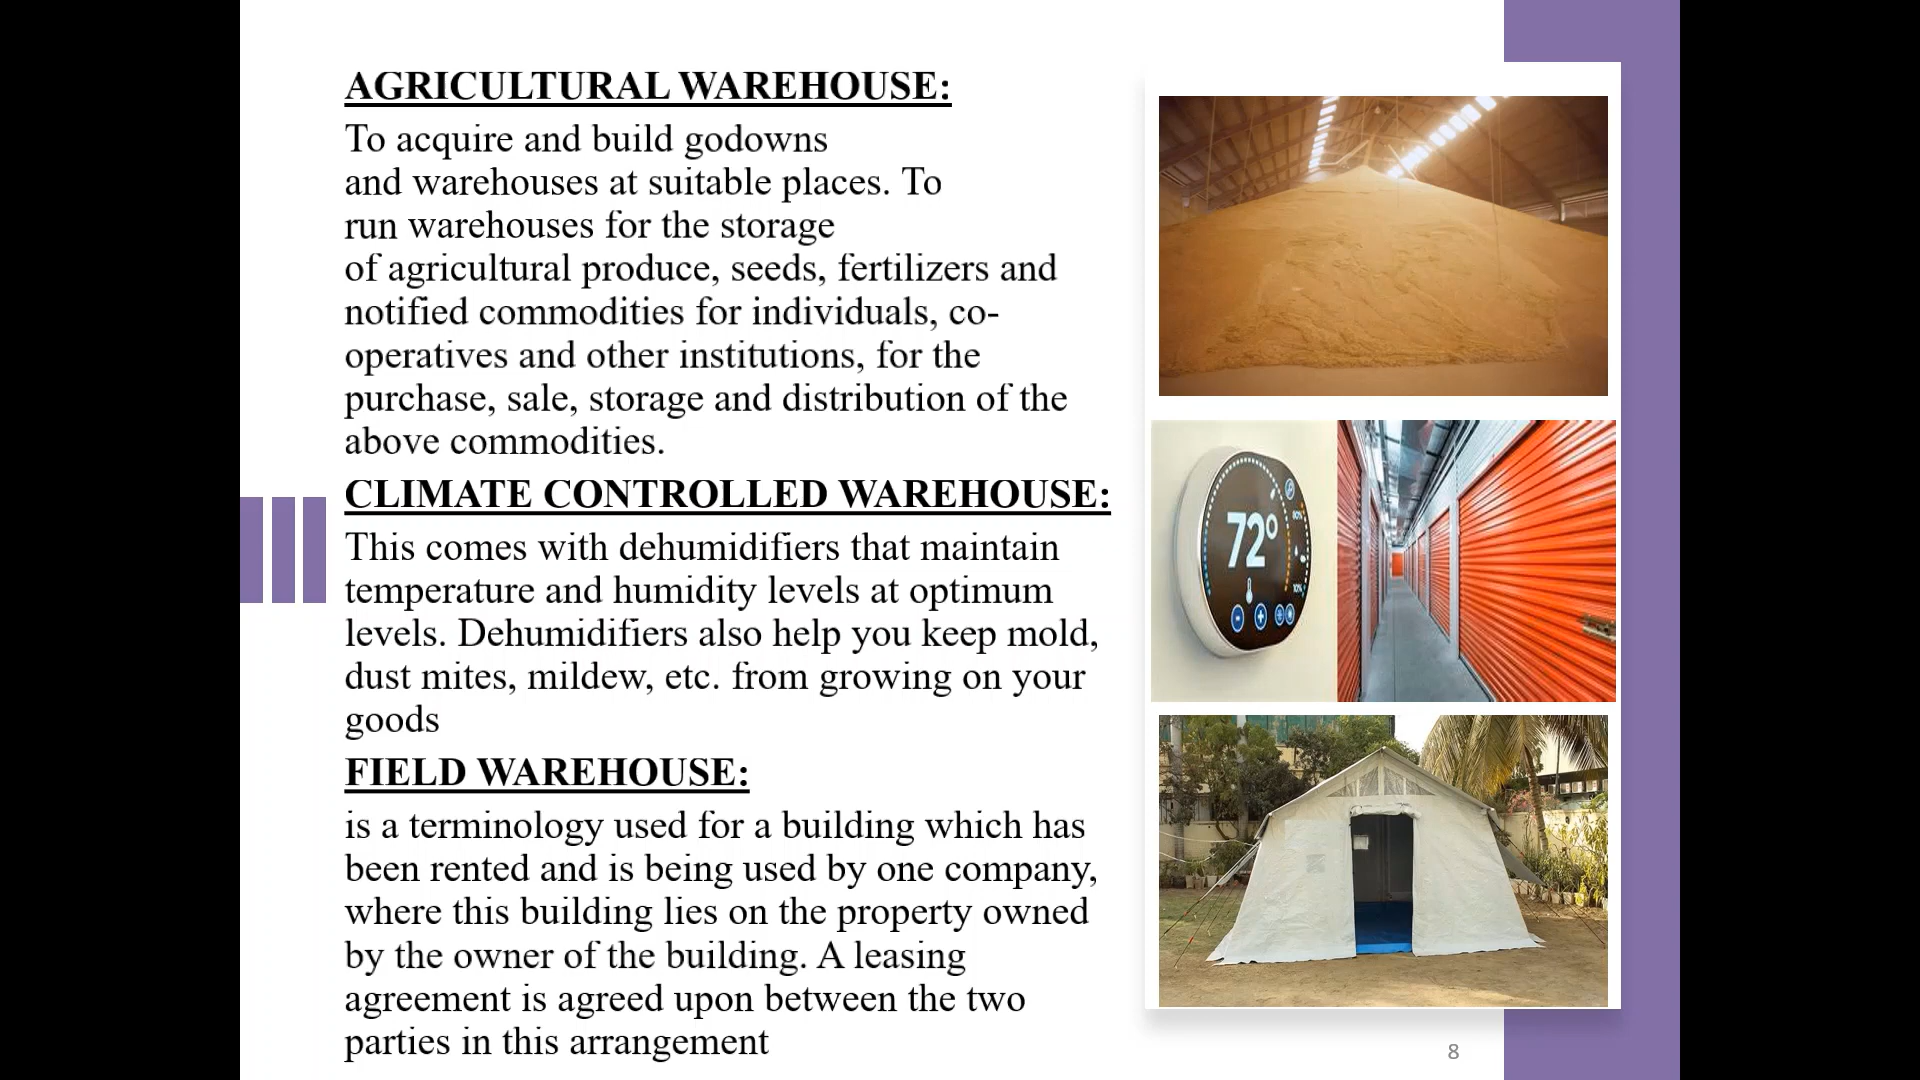 AGRICULTURAL WAREHOUSE:
To acquire and build godowns
and warehouses at suitable places. To
run warehouses for the storage
of agricultural produce, seeds, fertilizers and
notified commodities for individuals, co-
operatives and other institutions, for the
purchase, sale, storage and distribution of the
above commodities.
CLIMATE CONTROLLED WAREHOUSE:
This comes with dehumidifiers that maintain
temperature and humidity levels at optimum
levels. Dehumidifiers also help you keep mold,
dust mites, mildew, etc. from growing on your
goods
FIELD WAREHOUSE:
is a terminology used for a building which has
been rented and is being used by one company,
where this building lies on the property owned
by the owner of the building. A leasing
agreement is agreed upon between the two
parties in this arrangement
72°
8